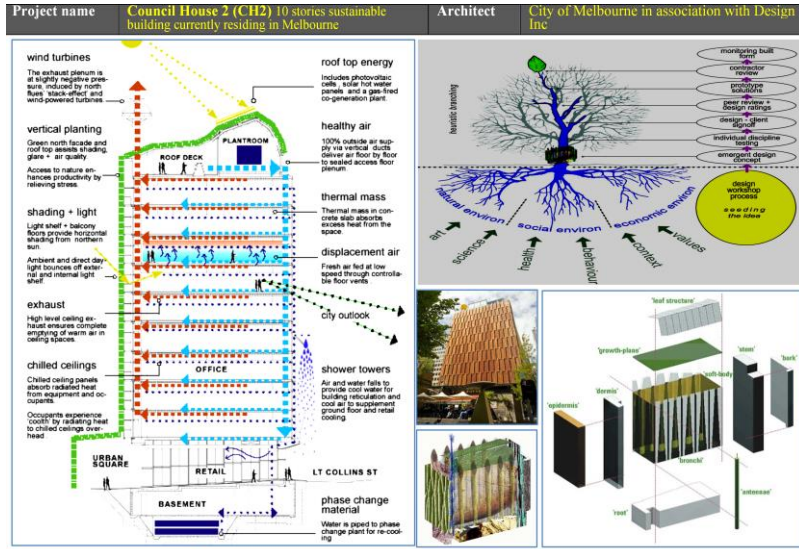 Project name
Council House 2 (CH2) 10 stories sustainable
building currently residing in Melbourne
Architect
City of Melbourne in association with Design
Inc
wind turbines
The exhaust plenum is
at slightly negative pres-
sure, induced by north
flues 'stack-effect' and
wind-powered turbines.
vertical planting
Green north facade and
roof top assists shading,
glare + air quality
Access to nature en-
hances productivity by
relieving stress.
shading + light
Light shelf + balcony
floors provide horizontal
shading from northern
sun.
Ambient and direct day
light bounces off exter-
nal and internal light
shelf.
exhaust
High level ceiling ex-
haust ensures complete
emptying of warm air in
ceiling spaces.
chilled ceilings
Chilled ceiling panels
absorb radiated heat
from equipment and oc-
cupants.
Occupants experience
'cooth' by radiating heat
to chilled ceilings over-
head
PLANTROOM
ROOF DECK
OFFICE
URBAN
SQUARE
RETAIL
LT COLLINS ST
BASEMENT
roof top energy
Includes photovoltaic
cells, solar hot water
panels and a gas-fired
co-generation plant.
healthy air
100% outside air sup-
ply via vertical ducts
deliver air floor by floor
to sealed access floor
plenum.
thermal mass
Thermal mass in con-
crete slab absorbs
excess heat from the
space.
displacement air
Fresh air fed at low
speed through controlla-
ble floor vents
city outlook
shower towers
Air and water falls to
provide cool water for
building reticulation and
cool air to supplement
ground floor and retail
cooling.
phase change
material
Water is piped to phase
change plant for re-cool-
ing
heuristic branching
monitoring built
form
contractor
review
prototype
solutions
peer review +
design ratings
design - client
signoff
individual discipline
testing
emergent design
concept
design
workshop
process
seeding
the idea
natural environ
social environ
economic environ
art
science
health
behaviour
context
values
'leaf structure'
'growth-plane'
'soft-body'
'stem'
'bark'
'dermis'
'epidermis'
'bronchi'
'antennae'
'root'